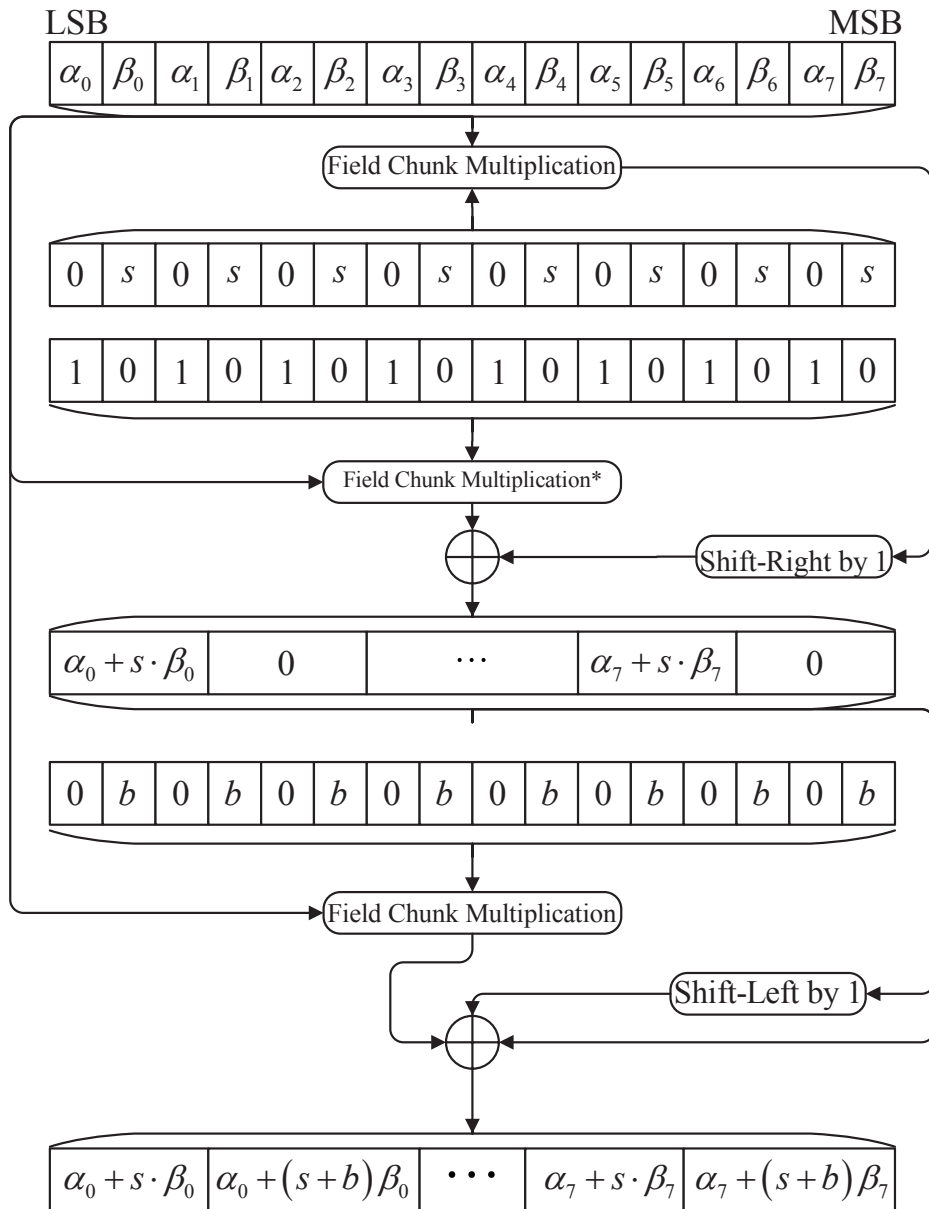 LSB MSB
α₀ β₀ α₁ β₁ α₂ β₂ α₃ β₃ α₄ β₄ α₅ β₅ α₆ β₆ α₇ β₇
Field Chunk Multiplication
0 s 0 s 0 s 0 s 0 s 0 s 0 s 0 s
1 0 1 0 1 0 1 0 1 0 1 0 1 0 1 0
Field Chunk Multiplication*
Shift-Right by 1
α₀ + s · β₀ 0 ··· α₇ + s · β₇ 0
0 b 0 b 0 b 0 b 0 b 0 b 0 b 0 b
Field Chunk Multiplication
Shift-Left by 1
α₀ + s · β₀ α₀ + (s + b) β₀ ··· α₇ + s · β₇ α₇ + (s + b) β₇